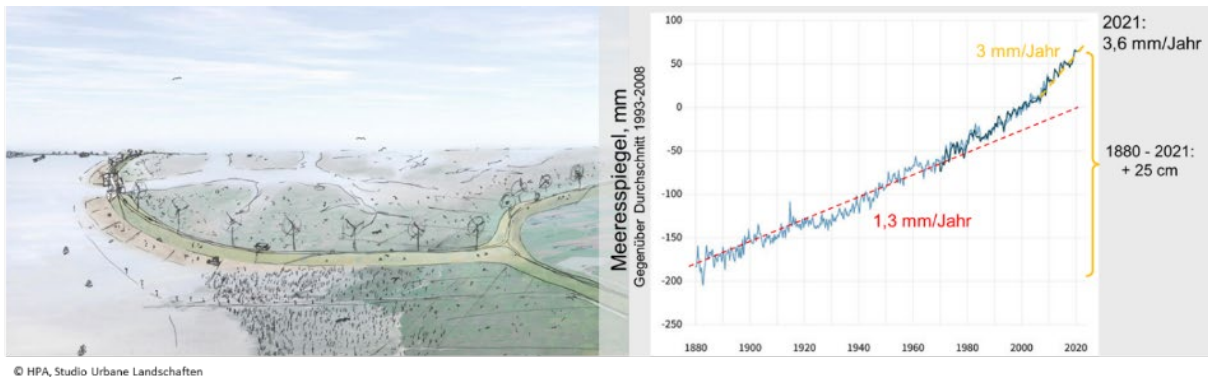 Meeresspiegel, mm
Gegenüber Durchschnitt 1993-2008
100
50
0
-50
-100
-150
-200
-250
1880
1900
1920
1940
1960
1980
2000
2020
3 mm/Jahr
1,3 mm/Jahr
2021:
3,6 mm/Jahr
1880 - 2021:
+ 25 cm
© HPA, Studio Urbane Landschaften